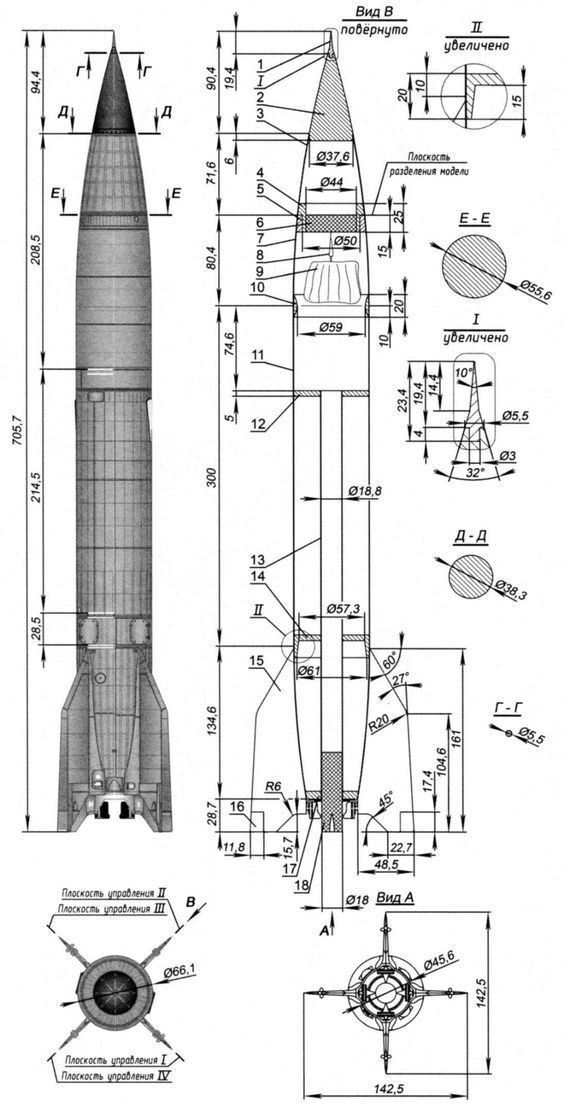 Вид В
повёрнуто
II
увеличено
94,4
Г
Г
90,4
19,4
1
I
2
3
10
20
15
Д
Д
6
Ø37,6
Плоскость
разделения модели
71,6
4
Ø44
5
6
25
Е
Е
Е - Е
208,5
7
Ø50
15
80,4
8
9
Ø55,6
10
20
Ø59
10
I
увеличено
74,6
11
10°
14,4
19,4
23,4
5
12
Ø5,5
4
Ø3
32°
705,7
214,5
300
Ø18,8
Д - Д
13
14
Ø38,3
28,5
II
Ø57,3
15
Ø61
60°
27°
R20
Г - Г
Ø5,5
134,6
161
104,6
17,4
R6
45°
28,7
16
11,8
15,7
22,7
17
48,5
18
Ø18
А
Вид А
Плоскость управления II
Плоскость управления III
В
Ø66,1
Ø45,6
142,5
Плоскость управления I
Плоскость управления IV
142,5